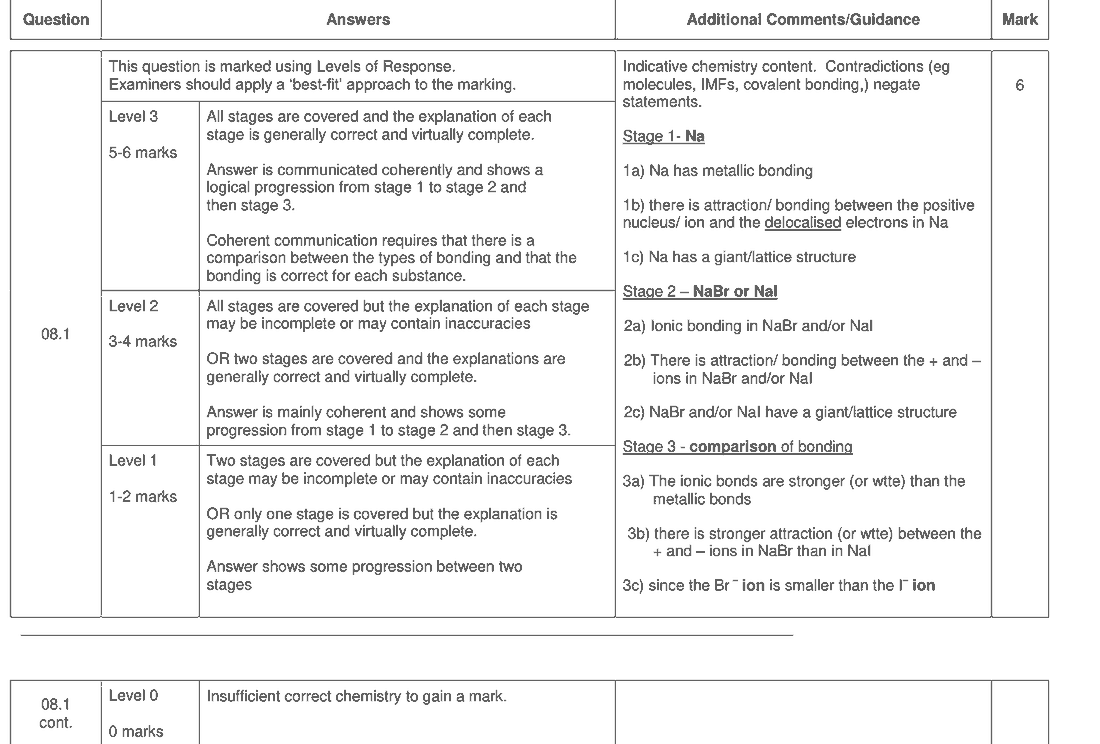 Question Answers Additional Comments/Guidance Mark
This question is marked using Levels of Response.
Examiners should apply a ‘best-fit’ approach to the marking.
Indicative chemistry content. Contradictions (eg
molecules, IMFs, covalent bonding,) negate
statements.
6
08.1
Level 3
5-6 marks
All stages are covered and the explanation of each
stage is generally correct and virtually complete.
Answer is communicated coherently and shows a
logical progression from stage 1 to stage 2 and
then stage 3.
Coherent communication requires that there is a
comparison between the types of bonding and that the
bonding is correct for each substance.
Level 2
3-4 marks
All stages are covered but the explanation of each stage
may be incomplete or may contain inaccuracies
OR two stages are covered and the explanations are
generally correct and virtually complete.
Answer is mainly coherent and shows some
progression from stage 1 to stage 2 and then stage 3.
Level 1
1-2 marks
Two stages are covered but the explanation of each
stage may be incomplete or may contain inaccuracies
OR only one stage is covered but the explanation is
generally correct and virtually complete.
Answer shows some progression between two
stages
Stage 1- Na
1a) Na has metallic bonding
1b) there is attraction/ bonding between the positive
nucleus/ ion and the delocalised electrons in Na
1c) Na has a giant/lattice structure
Stage 2 – NaBr or NaI
2a) Ionic bonding in NaBr and/or NaI
2b) There is attraction/ bonding between the + and –
ions in NaBr and/or NaI
2c) NaBr and/or NaI have a giant/lattice structure
Stage 3 - comparison of bonding
3a) The ionic bonds are stronger (or wtte) than the
metallic bonds
3b) there is stronger attraction (or wtte) between the
+ and – ions in NaBr than in NaI
3c) since the Br⁻ ion is smaller than the I⁻ ion
08.1
cont.
Level 0
0 marks
Insufficient correct chemistry to gain a mark.